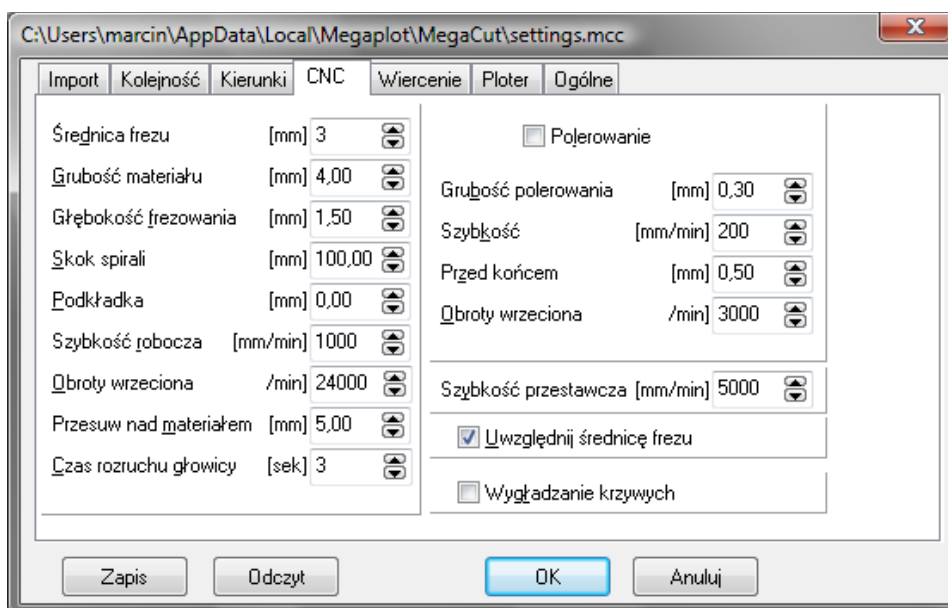 C:\Users\marcin\AppData\Local\Megaplot\MegaCut\settings.mcc
Import Kolejność Kierunki CNC Wiercenie Ploter Ogólne
Średnica frezu [mm] 3
Grubość materiału [mm] 4,00
Głębokość frezowania [mm] 1,50
Skok spirali [mm] 100,00
Podkładka [mm] 0,00
Szybkość robocza [mm/min] 1000
Obroty wrzeciona /min] 24000
Przesuw nad materiałem [mm] 5,00
Czas rozruchu głowicy [sek] 3
Polerowanie
Grubość polerowania [mm] 0,30
Szybkość [mm/min] 200
Przed końcem [mm] 0,50
Obroty wrzeciona /min] 3000
Szybkość przestawcza [mm/min] 5000
Uwzględnij średnicę frezu
Wygładzanie krzywych
Zapis Odczyt OK Anuluj